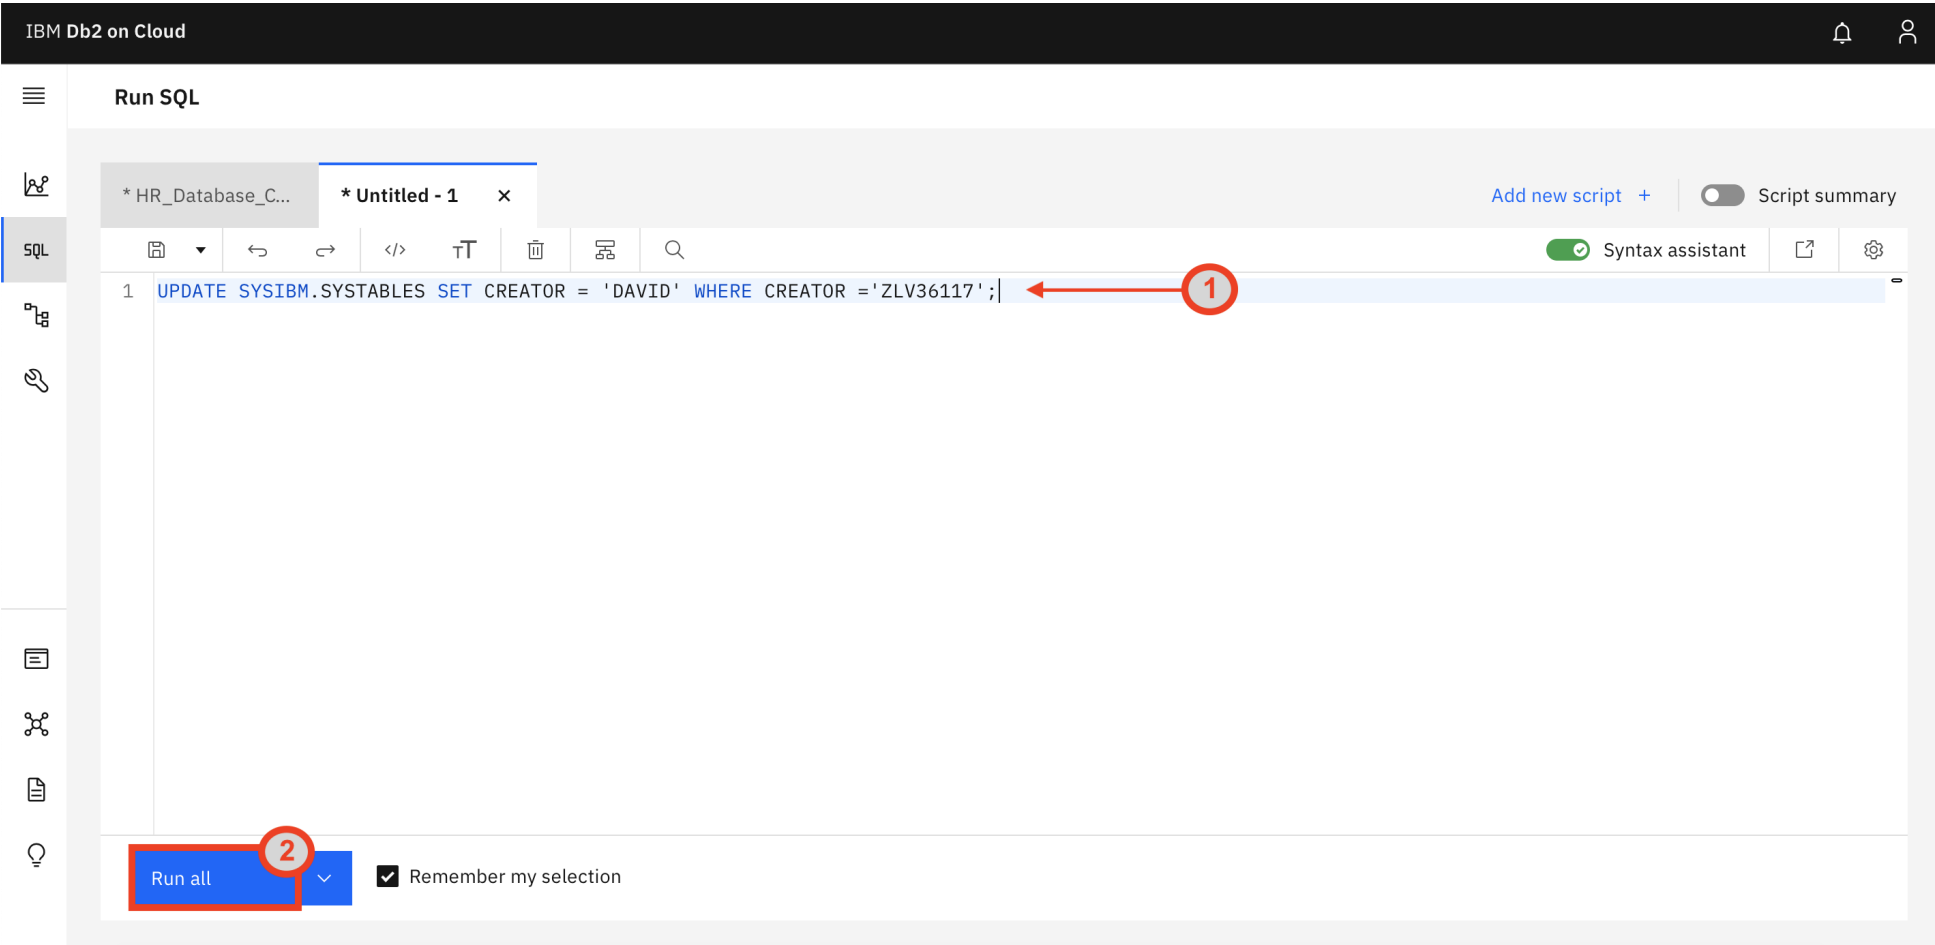 IBM Db2 on Cloud
Run SQL
* HR_Database_C...
* Untitled - 1
Add new script +
Script summary
SQL
</>
TT
Syntax assistant
1 UPDATE SYSIBM.SYSTABLES SET CREATOR = 'DAVID' WHERE CREATOR ='ZLV36117';
1
2
Run all
Remember my selection